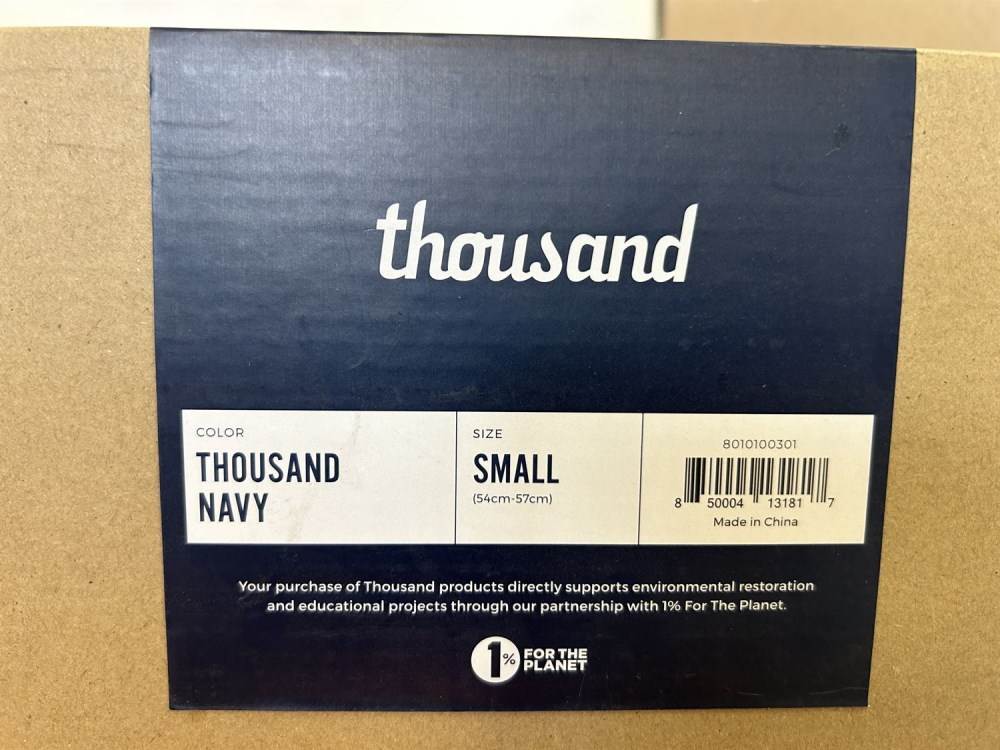 thousand
COLOR
THOUSAND
NAVY
SIZE
SMALL
(54cm-57cm)
8010100301
8 50004 13181 7
Made in China
Your purchase of Thousand products directly supports environmental restoration
and educational projects through our partnership with 1% For The Planet.
1% FOR THE
PLANET